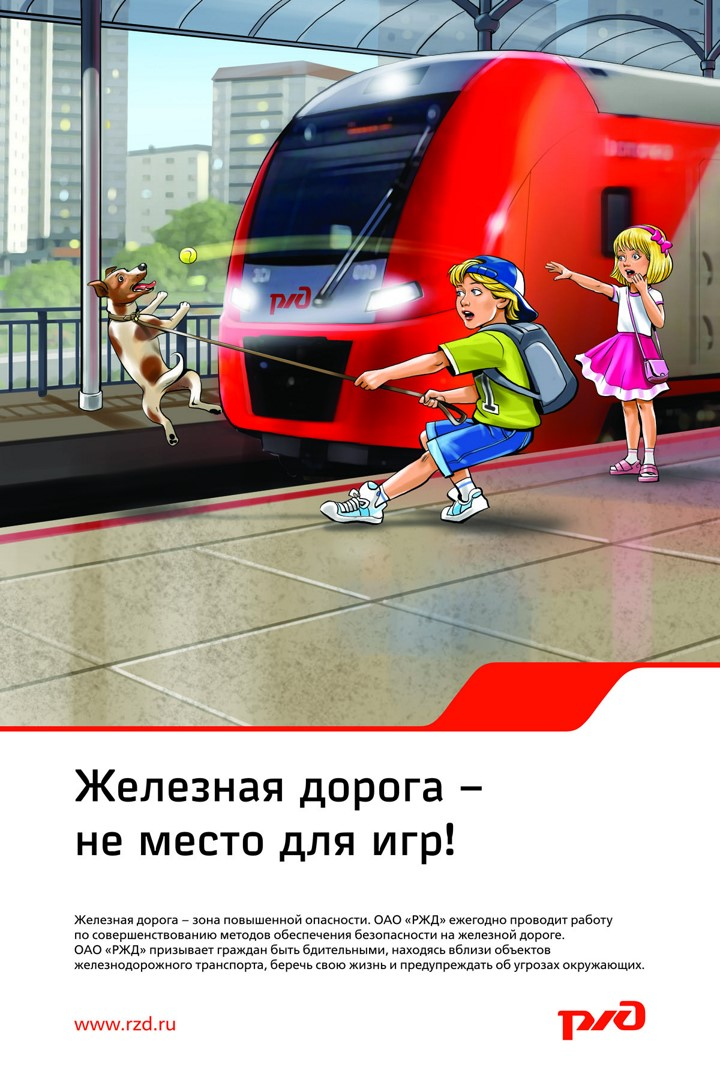 ржд
Железная дорога –
не место для игр!
Железная дорога – зона повышенной опасности. ОАО «РЖД» ежегодно проводит работу
по совершенствованию методов обеспечения безопасности на железной дороге.
ОАО «РЖД» призывает граждан быть бдительными, находясь вблизи объектов
железнодорожного транспорта, беречь свою жизнь и предупреждать об угрозах окружающих.
www.rzd.ru
ржд